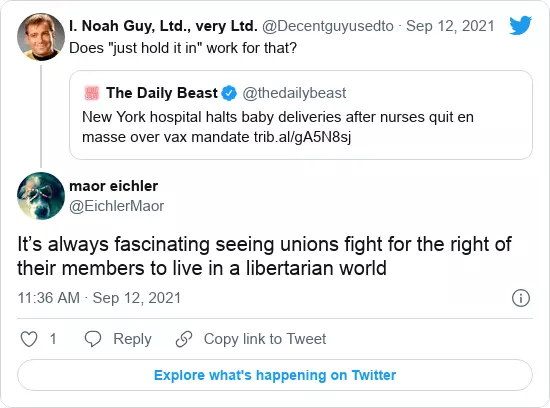 I. Noah Guy, Ltd., very Ltd. @Decentguyusedto · Sep 12, 2021
Does "just hold it in" work for that?
The Daily Beast @thedailybeast
New York hospital halts baby deliveries after nurses quit en
masse over vax mandate trib.al/gA5N8sj
maor eichler
@EichlerMaor
It’s always fascinating seeing unions fight for the right of
their members to live in a libertarian world
11:36 AM · Sep 12, 2021
1 Reply Copy link to Tweet
Explore what's happening on Twitter